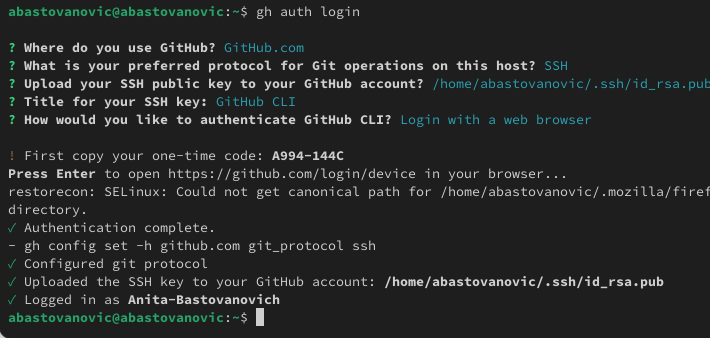 abastovanovic@abastovanovic:~$ gh auth login
? Where do you use GitHub? GitHub.com
? What is your preferred protocol for Git operations on this host? SSH
? Upload your SSH public key to your GitHub account? /home/abastovanovic/.ssh/id_rsa.pub
? Title for your SSH key: GitHub CLI
? How would you like to authenticate GitHub CLI? Login with a web browser
! First copy your one-time code: A994-144C
Press Enter to open https://github.com/login/device in your browser...
restorecon: SELinux: Could not get canonical path for /home/abastovanovic/.mozilla/firef
directory.
✓ Authentication complete.
- gh config set -h github.com git_protocol ssh
✓ Configured git protocol
✓ Uploaded the SSH key to your GitHub account: /home/abastovanovic/.ssh/id_rsa.pub
✓ Logged in as Anita-Bastovanovich
abastovanovic@abastovanovic:~$